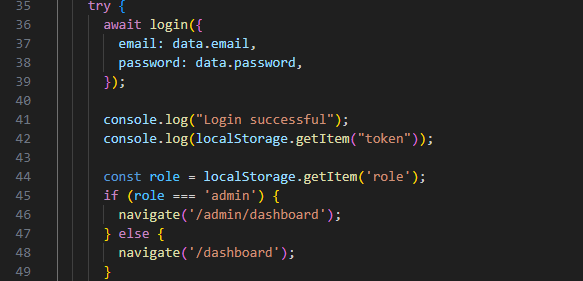 35 try {
36 await login({
37 email: data.email,
38 password: data.password,
39 });
40
41 console.log("Login successful");
42 console.log(localStorage.getItem("token"));
43
44 const role = localStorage.getItem('role');
45 if (role === 'admin') {
46 navigate('/admin/dashboard');
47 } else {
48 navigate('/dashboard');
49 }